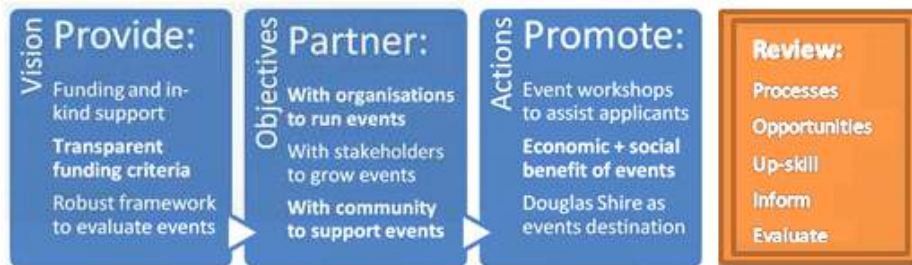 Vision
Provide:
Funding and in-
kind support
Transparent
funding criteria
Robust framework
to evaluate events
Objectives
Partner:
With organisations
to run events
With stakeholders
to grow events
With community
to support events
Actions
Promote:
Event workshops
to assist applicants
Economic + social
benefit of events
Douglas Shire as
events destination
Review:
Processes
Opportunities
Up-skill
Inform
Evaluate